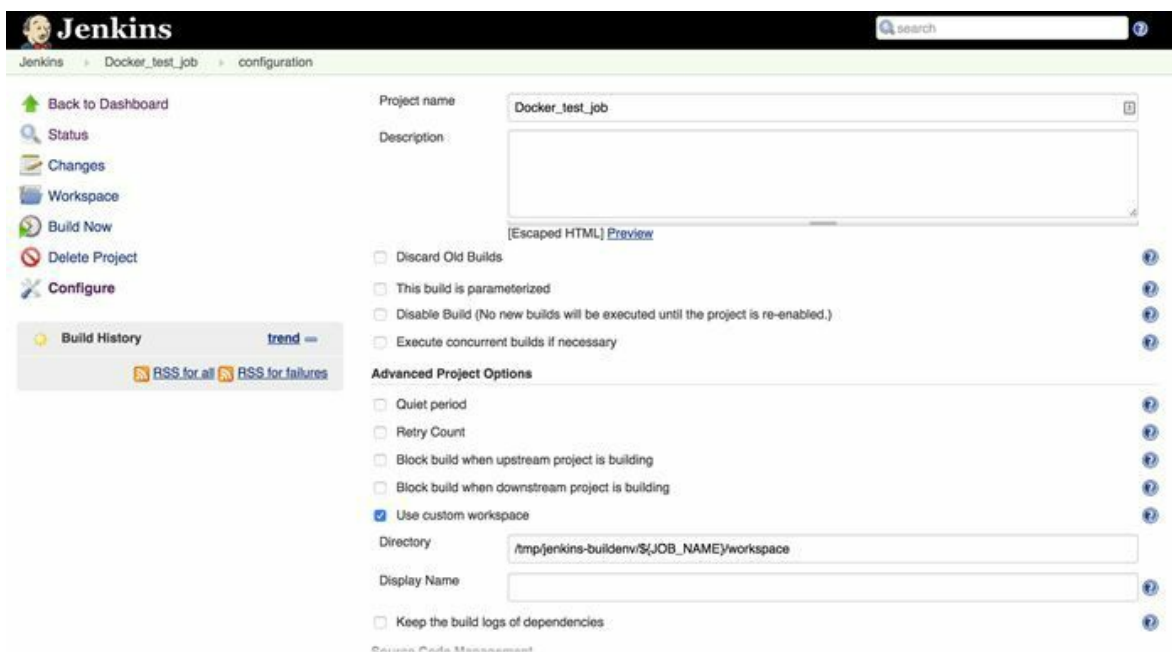 Jenkins
search
Jenkins Docker_test_job configuration
Back to Dashboard
Status
Changes
Workspace
Build Now
Delete Project
Configure
Build History trend
RSS for all RSS for failures
Project name Docker_test_job
Description
[Escaped HTML] Preview
Discard Old Builds
This build is parameterized
Disable Build (No new builds will be executed until the project is re-enabled.)
Execute concurrent builds if necessary
Advanced Project Options
Quiet period
Retry Count
Block build when upstream project is building
Block build when downstream project is building
Use custom workspace
Directory /tmp/jenkins-buildenv/${JOB_NAME}/workspace
Display Name
Keep the build logs of dependencies
Source Code Management